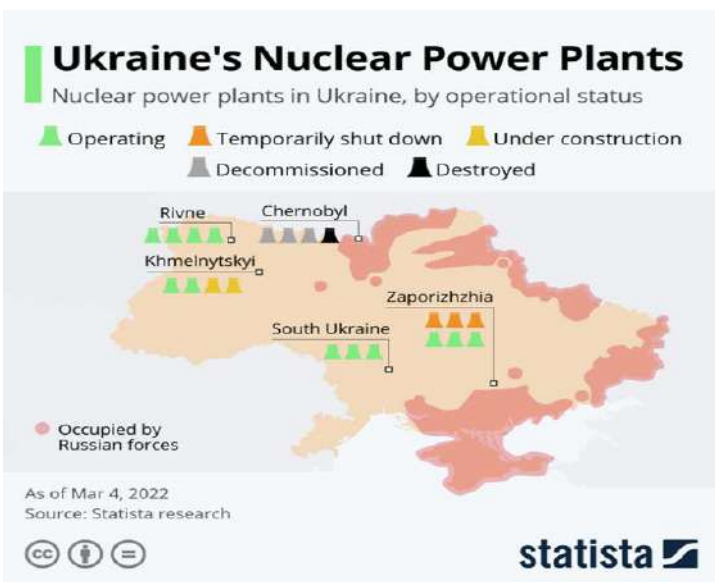 Ukraine's Nuclear Power Plants
Nuclear power plants in Ukraine, by operational status
Operating Temporarily shut down Under construction
Decommissioned Destroyed
Rivne Chernobyl
Khmelnytskyi
Zaporizhzhia
South Ukraine
Occupied by
Russian forces
As of Mar 4, 2022
Source: Statista research
cc
statista